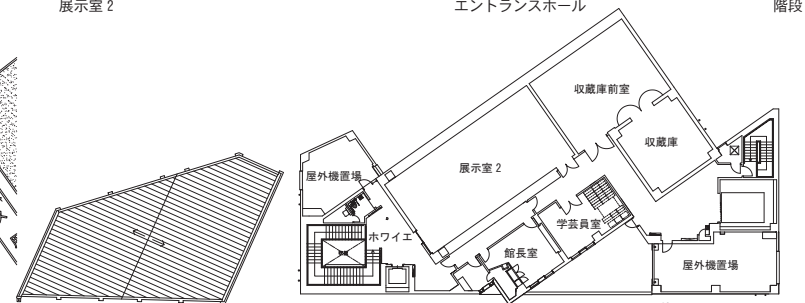 展示室 2
エントランスホール
階段
収蔵庫前室
収蔵庫
展示室 2
屋外機置場
学芸員室
ホワイエ
館長室
屋外機置場